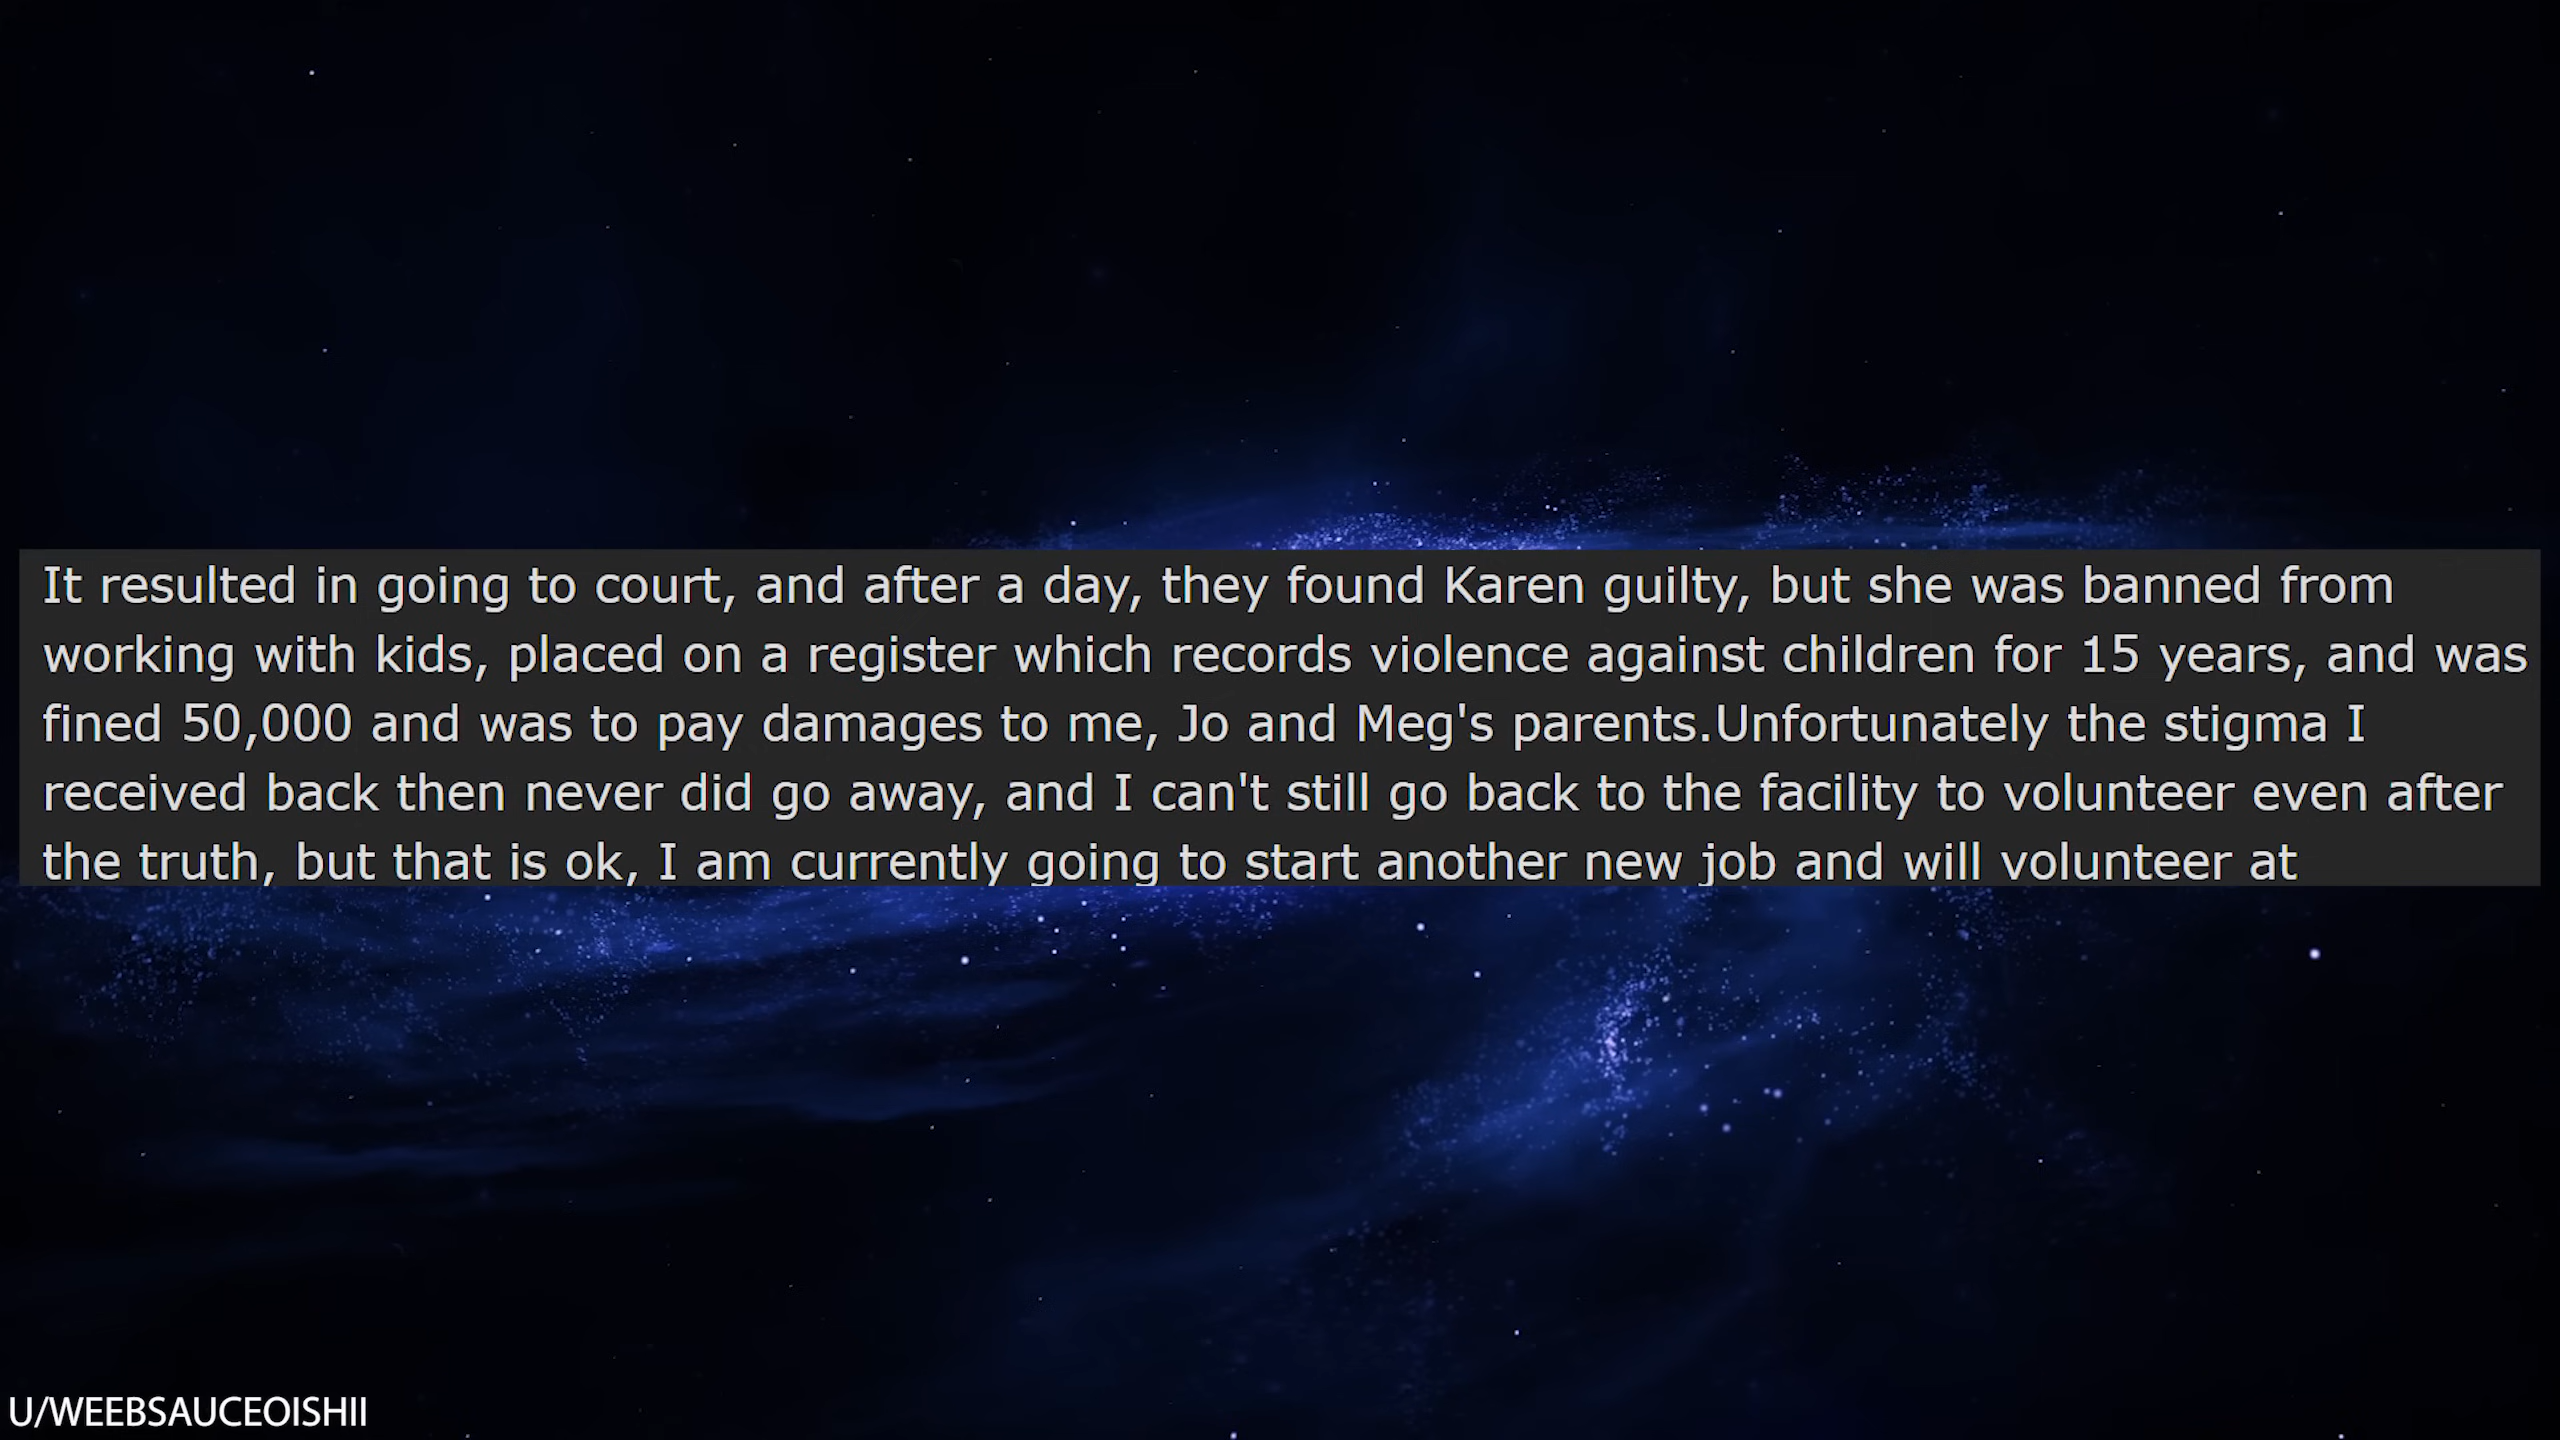 It resulted in going to court, and after a day, they found Karen guilty, but she was banned from
working with kids, placed on a register which records violence against children for 15 years, and was
fined 50,000 and was to pay damages to me, Jo and Meg's parents.Unfortunately the stigma I
received back then never did go away, and I can't still go back to the facility to volunteer even after
the truth, but that is ok, I am currently going to start another new job and will volunteer at
U/WEEBSAUCEOISHII